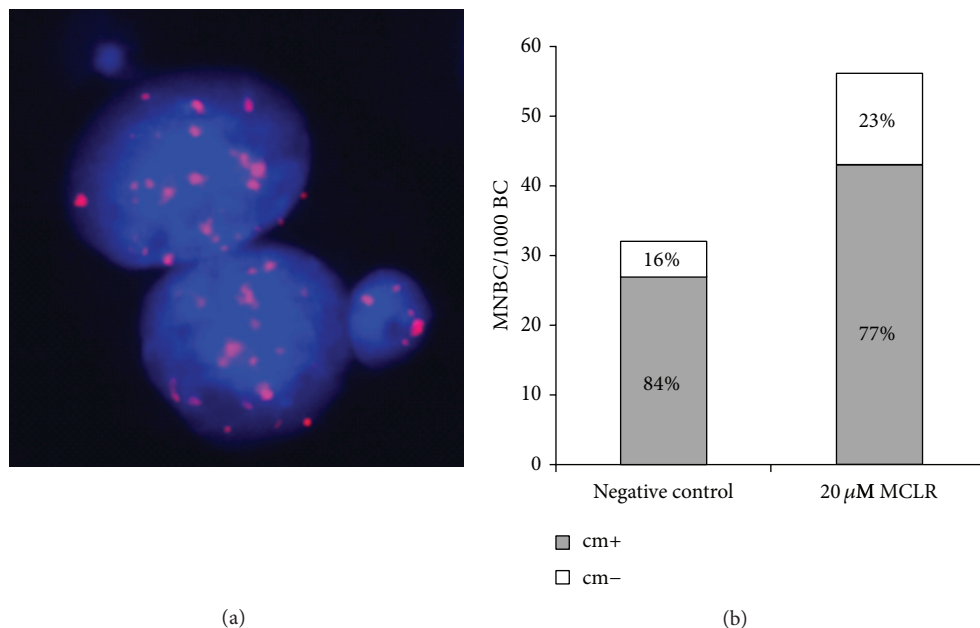 60
50
40
30
20
10
0
MNBC/1000 BC
16%
84%
23%
77%
Negative control
20 μM MCLR
cm+
cm−
(a)
(b)